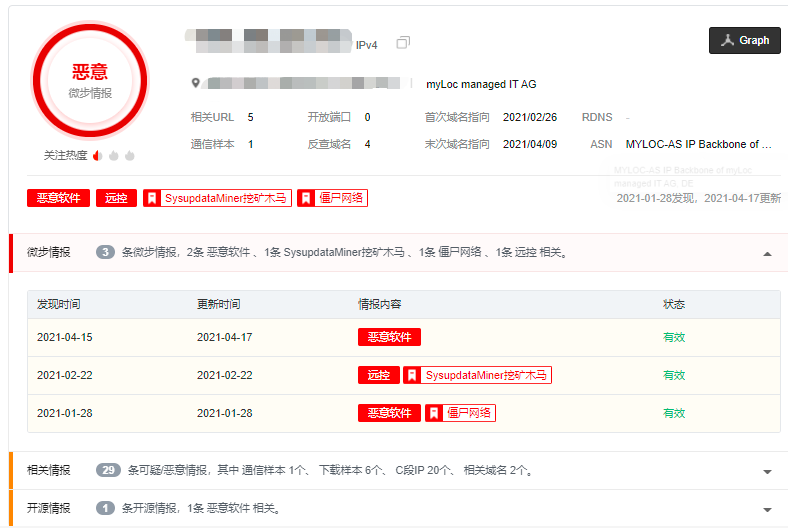 恶意
微步情报
关注热度
IPv4
Graph
myLoc managed IT AG
相关URL 5 开放端口 0 首次域名指向 2021/02/26 RDNS -
通信样本 1 反查域名 4 末次域名指向 2021/04/09 ASN MYLOC-AS IP Backbone of ...
MYLOC-AS IP Backbone of myLoc
managed IT AG, DE
恶意软件 远控 SysupdataMiner挖矿木马 僵尸网络
2021-01-28发现，2021-04-17更新
微步情报 3 条微步情报，2条 恶意软件 、1条 SysupdataMiner挖矿木马 、1条 僵尸网络 、1条 远控 相关。
发现时间 更新时间 情报内容 状态
2021-04-15 2021-04-17 恶意软件 有效
2021-02-22 2021-02-22 远控 SysupdataMiner挖矿木马 有效
2021-01-28 2021-01-28 恶意软件 僵尸网络 有效
相关情报 29 条可疑/恶意情报，其中 通信样本 1个、 下载样本 6个、 C段IP 20个、 相关域名 2个。
开源情报 1 条开源情报，1条 恶意软件 相关。